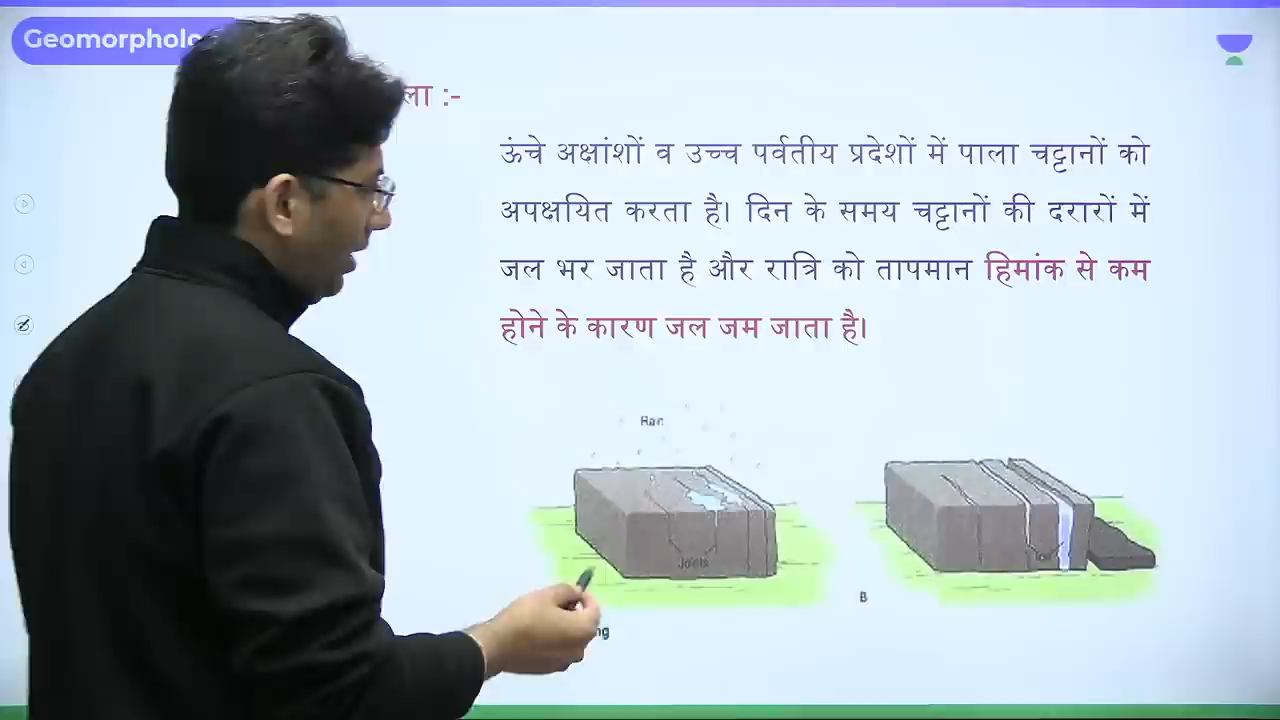 Geomorpholo
ला :-
ऊंचे अक्षांशों व उच्च पर्वतीय प्रदेशों में पाला चट्टानों को
अपक्षयित करता है। दिन के समय चट्टानों की दरारों में
जल भर जाता है और रात्रि को तापमान हिमांक से कम
होने के कारण जल जम जाता है।
Rain
Joints
B
ng